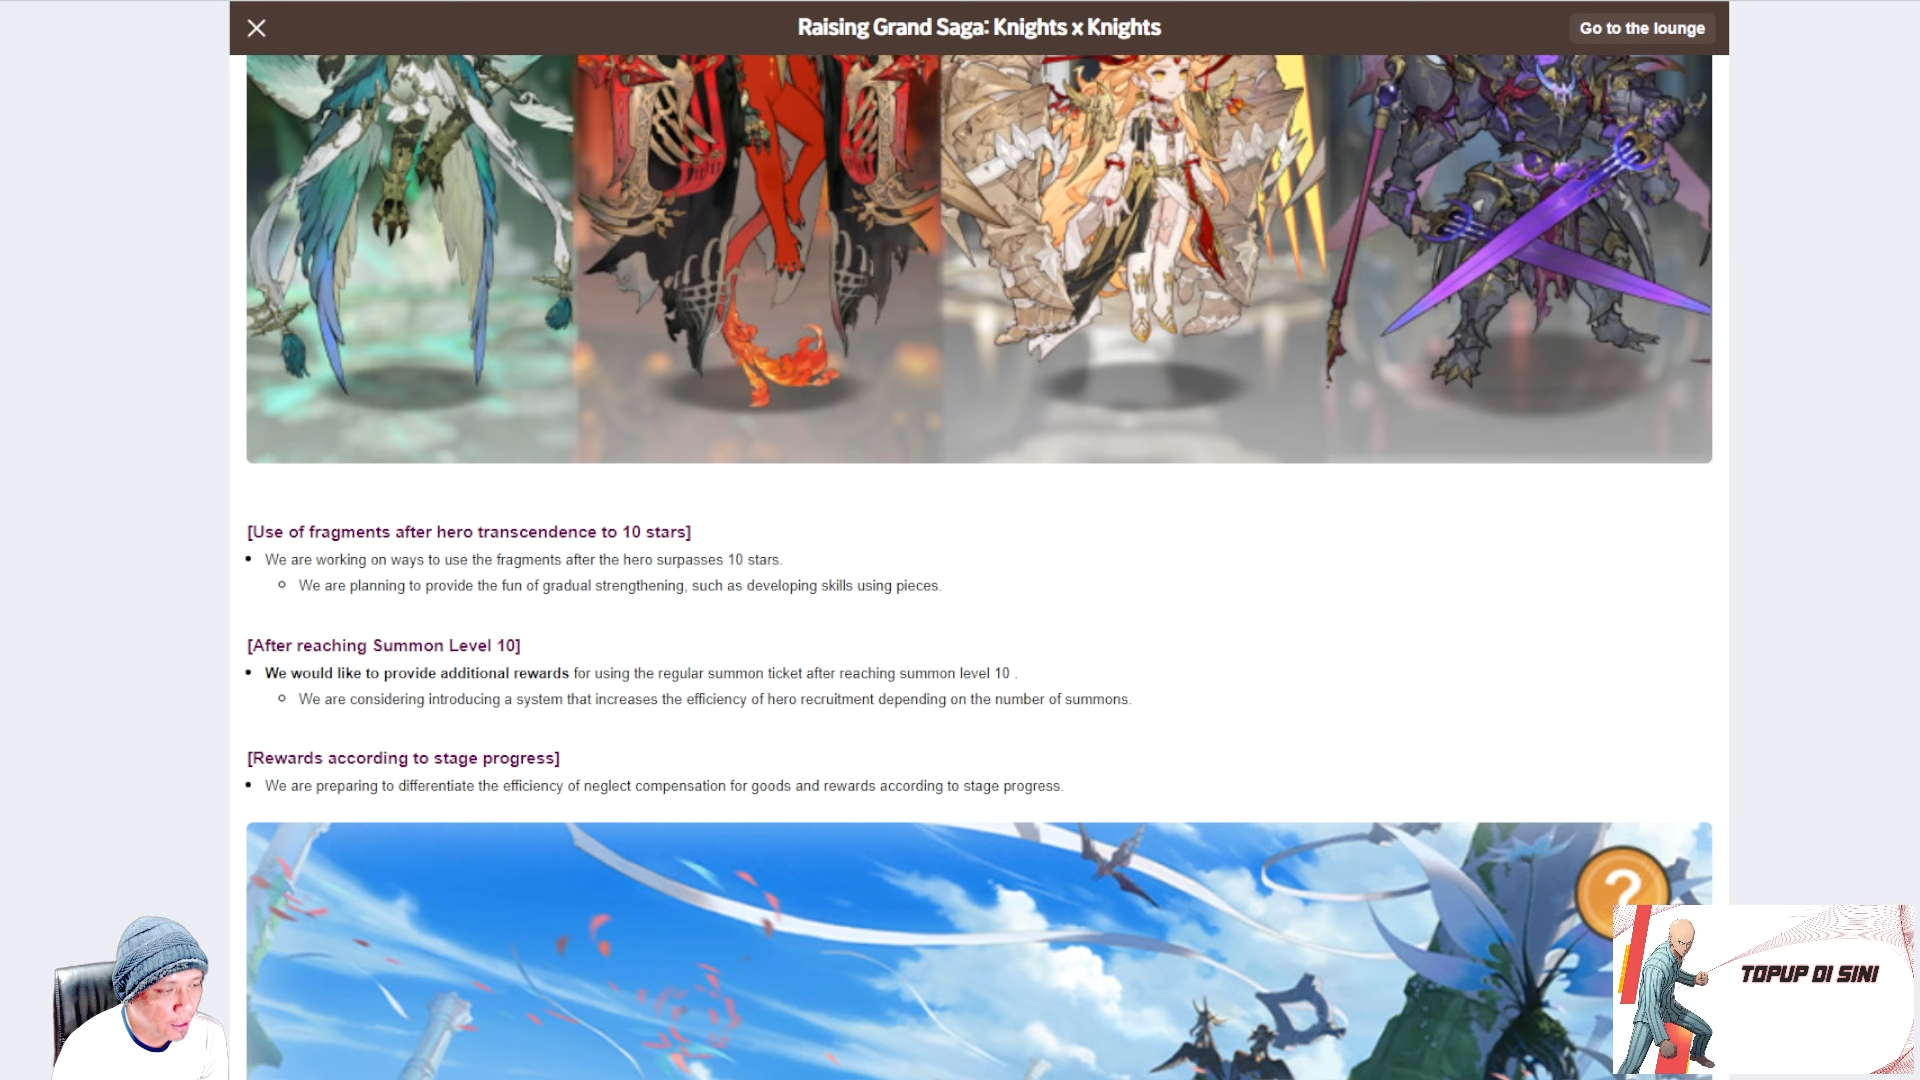 Raising Grand Saga: Knights x Knights
Go to the lounge
[Use of fragments after hero transcendence to 10 stars]
We are working on ways to use the fragments after the hero surpasses 10 stars.
We are planning to provide the fun of gradual strengthening, such as developing skills using pieces.
[After reaching Summon Level 10]
We would like to provide additional rewards for using the regular summon ticket after reaching summon level 10 .
We are considering introducing a system that increases the efficiency of hero recruitment depending on the number of summons.
[Rewards according to stage progress]
We are preparing to differentiate the efficiency of neglect compensation for goods and rewards according to stage progress.
?
TOPUP DI SINI